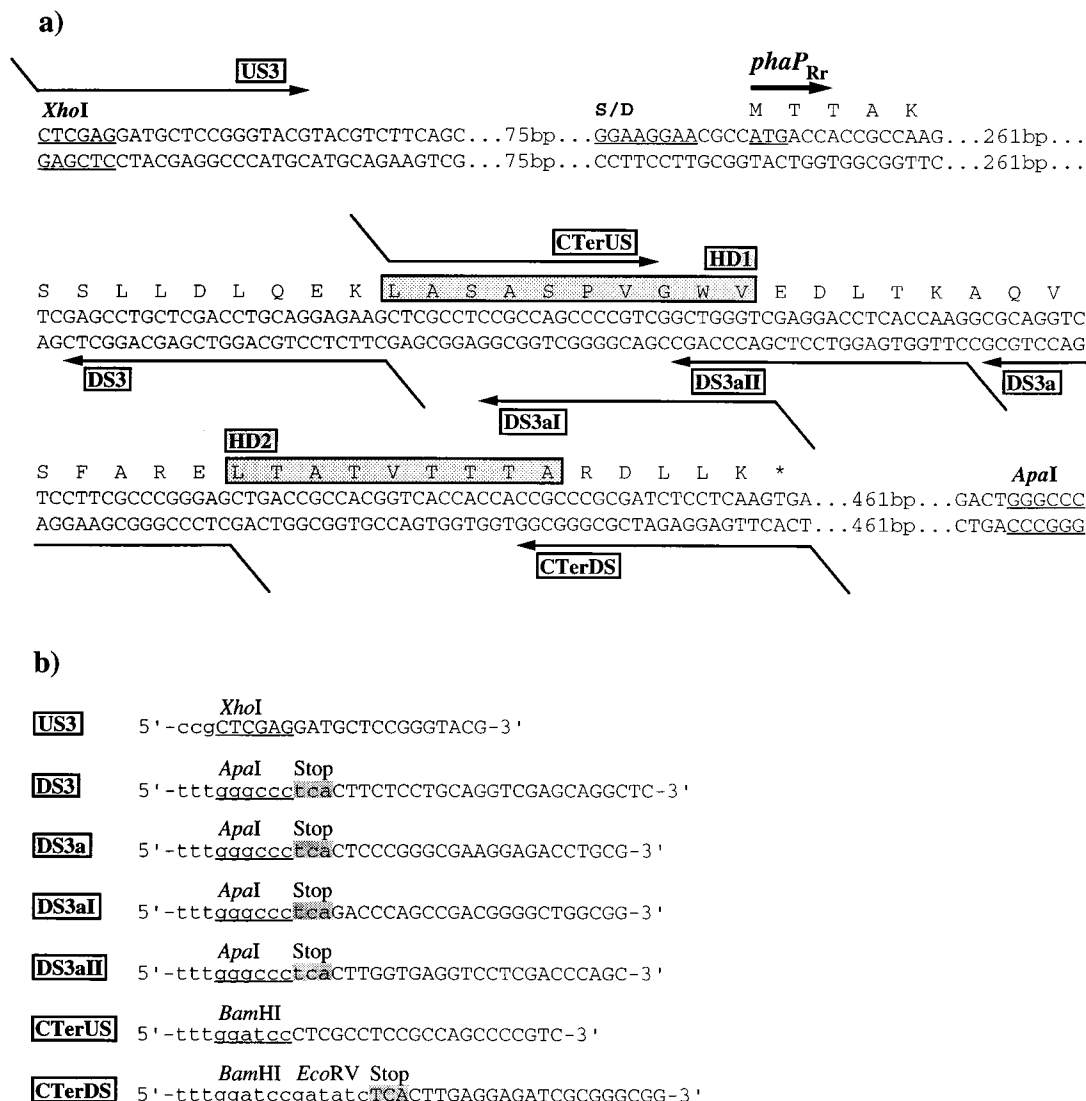 a)
US3
phaP Rr
XhoI
S/D
M T T A K
CTCGAGGATGCTCCGGGTACGTACGTCTTCAGC...75bp...GGAAGGAACGCCATGACCACCGCCAAG...261bp...
GAGCTCCTACGAGGCCCATGCATGCAGAAGTCG...75bp...CCTTCCTTGCGGTACTGGTGGCGGTTC...261bp...
CTerUS
HD1
S S L L D L Q E K L A S A S P V G W V E D L T K A Q V
TCGAGCCTGCTCGACCTGCAGGAGAAGCTCGCCTCCGCCAGCCCCGTCGGCTGGGTCGAGGACCTCACCAAGGCGCAGGTC
AGCTCGGACGAGCTGGACGTCCTCTTCGAGCGGAGGCGGTCGGGGCAGCCGACCCAGCTCCTGGAGTGGTTCCGCGTCCAG
DS3
DS3aII
DS3a
DS3aI
HD2
S F A R E L T A T V T T T A R D L L K *
ApaI
TCCTTCGCCCGGGAGCTGACCGCCACGGTCACCACCACCGCCCGCGATCTCCTCAAGTGA...461bp ...GACTGGGCCC
AGGAAGCGGGCCCTCGACTGGCGGTGCCAGTGGTGGTGGCGGGCGCTAGAGGAGTTCACT...461bp ...CTGACCCGGG
CTerDS
b)
XhoI
US3 5'-ccgCTCGAGGATGCTCCGGGTACG-3'
ApaI Stop
DS3 5'-tttgggccctcaCTTCTCCTGCAGGTCGAGCAGGCTC-3'
ApaI Stop
DS3a 5'-tttgggccctcaCTCCCGGGCGAAGGAGACCTGCG-3'
ApaI Stop
DS3aI 5'-tttgggccctcaGACCCAGCCGACGGGGCTGGCGG-3'
ApaI Stop
DS3aII 5'-tttgggccctcaCTTGGTGAGGTCCTCGACCCAGC-3'
BamHI
CTerUS 5'-tttggatccCTCGCCTCCGCCAGCCCCGTC-3'
BamHI EcoRV Stop
CTerDS 5'-tttggatccgatatcTCACTTGAGGAGATCGCGGGCGG-3'